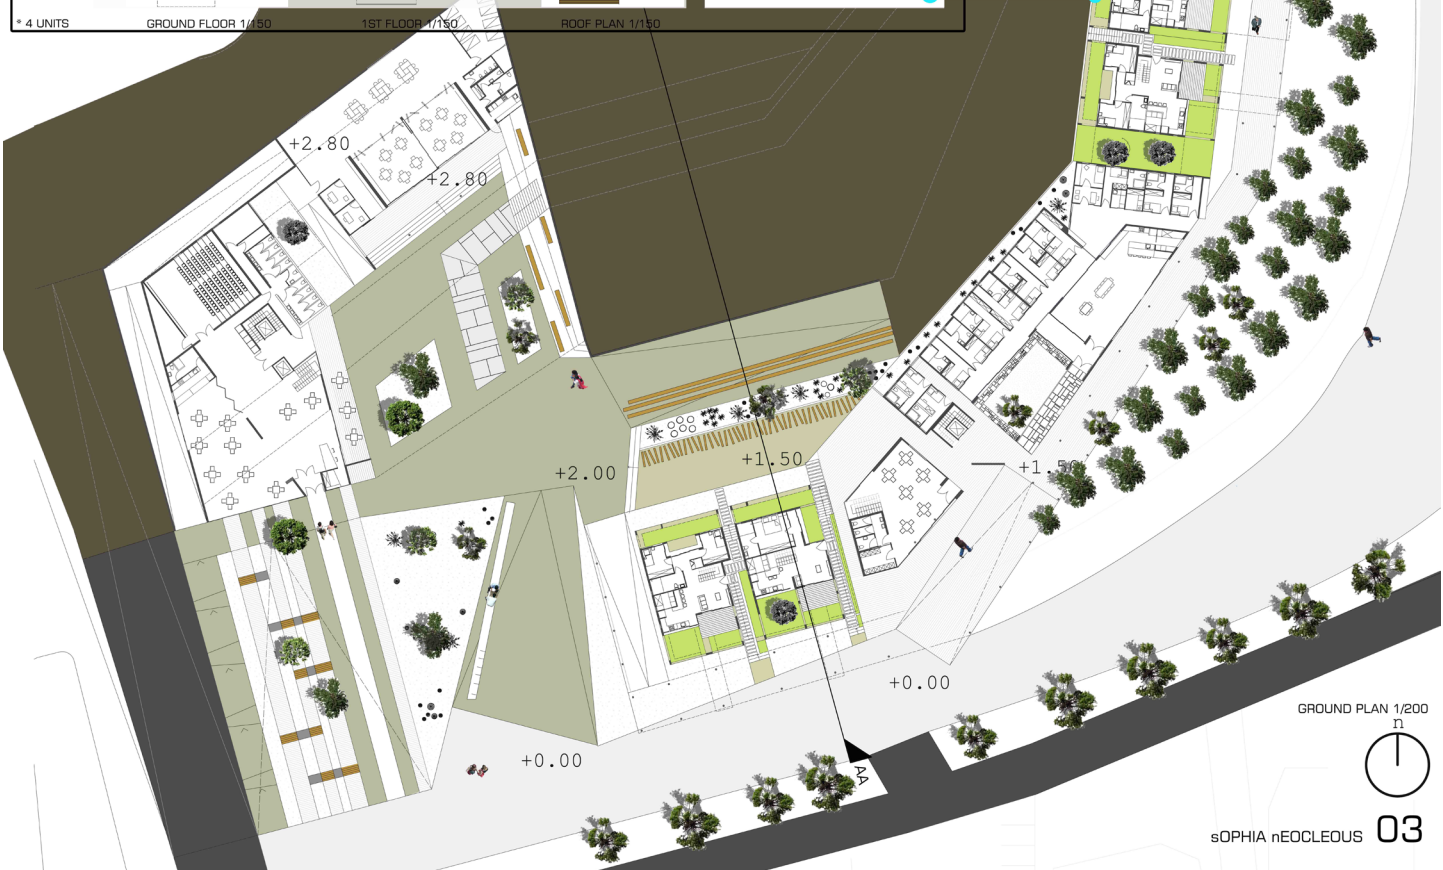 * 4 UNITS GROUND FLOOR 1/150 1ST FLOOR 1/150 ROOF PLAN 1/150
+2.80
+2.80
+1.50
+1.50
+2.00
+0.00
+0.00
AA
GROUND PLAN 1/200
n
sOPHIA nEOCLEOUS 03